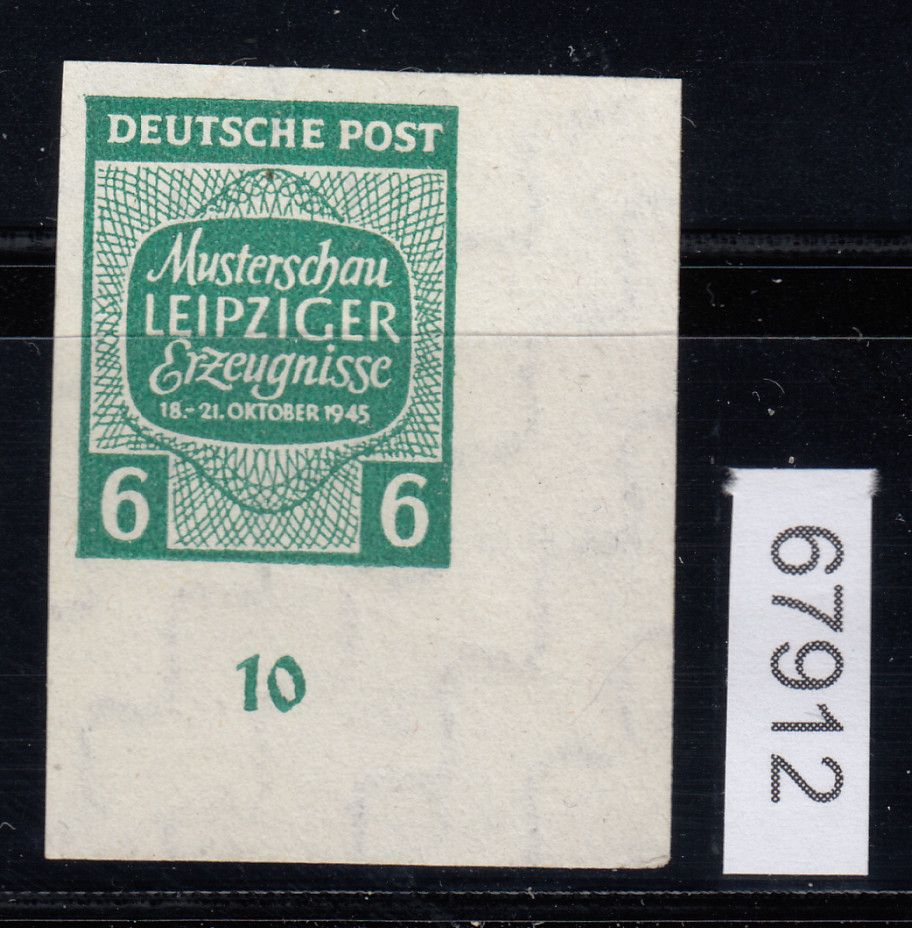 DEUTSCHE POST
Musterschau
LEIPZIGER
Erzeugnisse
18.-21. OKTOBER 1945
6 6
10
67912